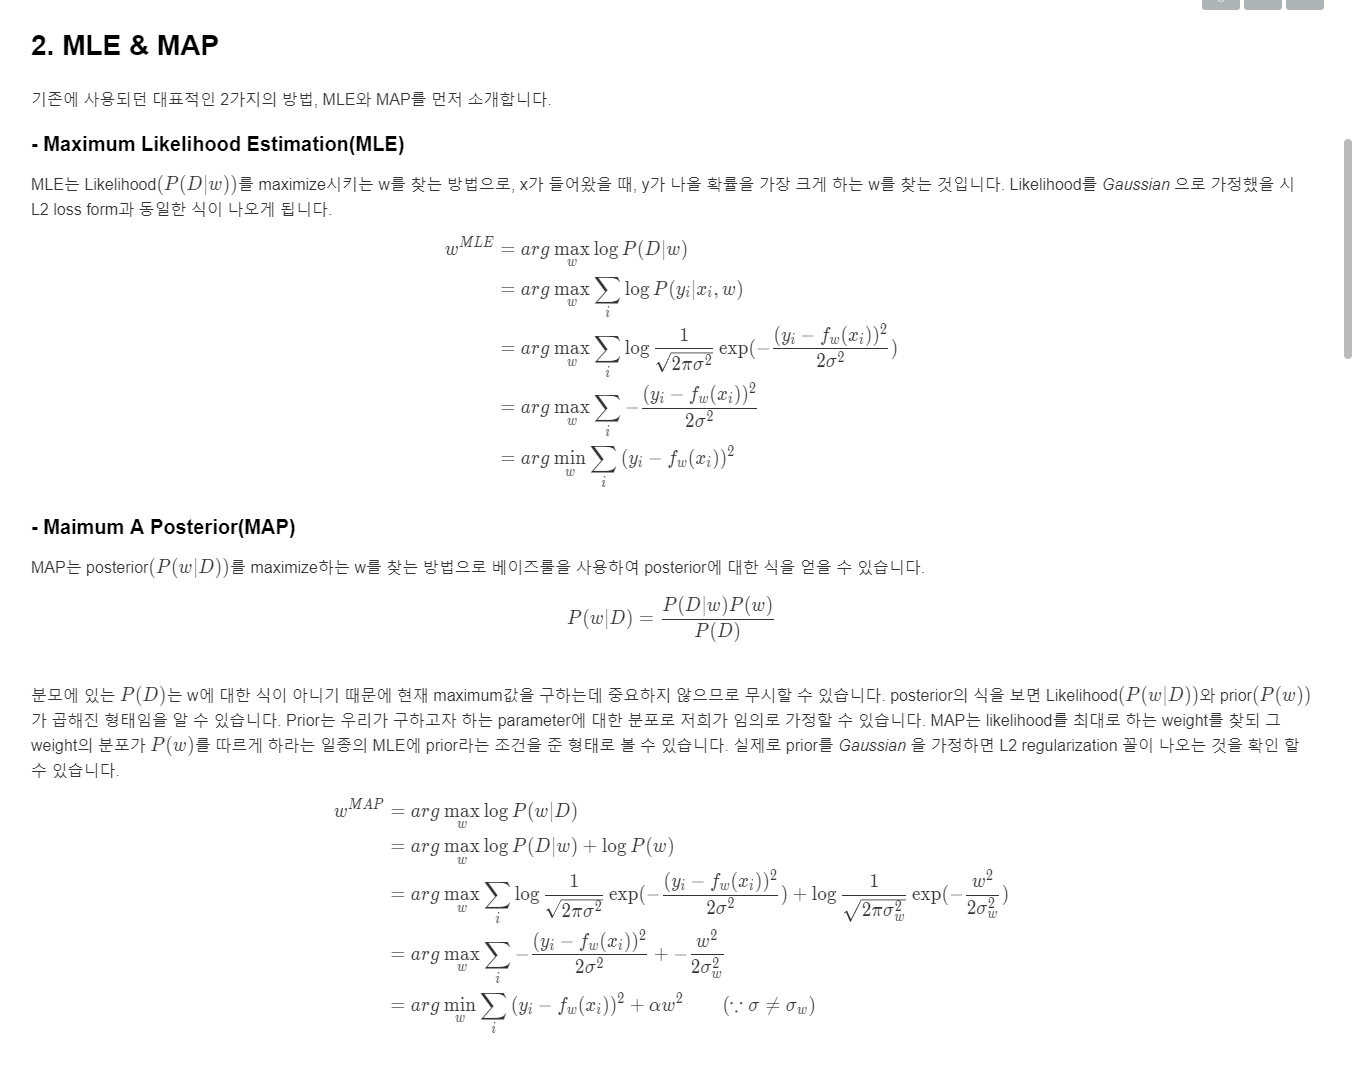 2. MLE & MAP
기존에 사용되던 대표적인 2가지의 방법, MLE와 MAP를 먼저 소개합니다.
- Maximum Likelihood Estimation(MLE)
MLE는 Likelihood(P(D|w))를 maximize시키는 w를 찾는 방법으로, x가 들어왔을 때, y가 나올 확률을 가장 크게 하는 w를 찾는 것입니다. Likelihood를 Gaussian 으로 가정했을 시
L2 loss form과 동일한 식이 나오게 됩니다.
w^{MLE} = arg max_w log P(D|w)
= arg max_w ∑_i log P(y_i|x_i, w)
= arg max_w ∑_i log \frac{1}{\sqrt{2πσ^2}} exp(-\frac{(y_i - f_w(x_i))^2}{2σ^2})
= arg max_w ∑_i -\frac{(y_i - f_w(x_i))^2}{2σ^2}
= arg min_w ∑_i (y_i - f_w(x_i))^2
- Maimum A Posterior(MAP)
MAP는 posterior(P(w|D))를 maximize하는 w를 찾는 방법으로 베이즈룰을 사용하여 posterior에 대한 식을 얻을 수 있습니다.
P(w|D) = \frac{P(D|w)P(w)}{P(D)}
분모에 있는 P(D)는 w에 대한 식이 아니기 때문에 현재 maximum값을 구하는데 중요하지 않으므로 무시할 수 있습니다. posterior의 식을 보면 Likelihood(P(w|D))와 prior(P(w))
가 곱해진 형태임을 알 수 있습니다. Prior는 우리가 구하고자 하는 parameter에 대한 분포로 저희가 임의로 가정할 수 있습니다. MAP는 likelihood를 최대로 하는 weight를 찾되 그
weight의 분포가 P(w)를 따르게 하라는 일종의 MLE에 prior라는 조건을 준 형태로 볼 수 있습니다. 실제로 prior를 Gaussian 을 가정하면 L2 regularization 꼴이 나오는 것을 확인 할
수 있습니다.
w^{MAP} = arg max_w log P(w|D)
= arg max_w log P(D|w) + log P(w)
= arg max_w ∑_i log \frac{1}{\sqrt{2πσ^2}} exp(-\frac{(y_i - f_w(x_i))^2}{2σ^2}) + log \frac{1}{\sqrt{2πσ_w^2}} exp(-\frac{w^2}{2σ_w^2})
= arg max_w ∑_i -\frac{(y_i - f_w(x_i))^2}{2σ^2} + -\frac{w^2}{2σ_w^2}
= arg min_w ∑_i (y_i - f_w(x_i))^2 + αw^2 (∵ σ ≠ σ_w)